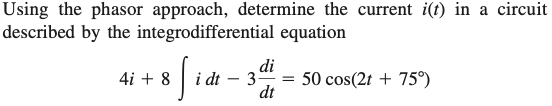 Using the phasor approach, determine the current i(t) in a circuit
described by the integrodifferential equation
4i + 8 ∫ i dt − 3 di/dt = 50 cos(2t + 75°)